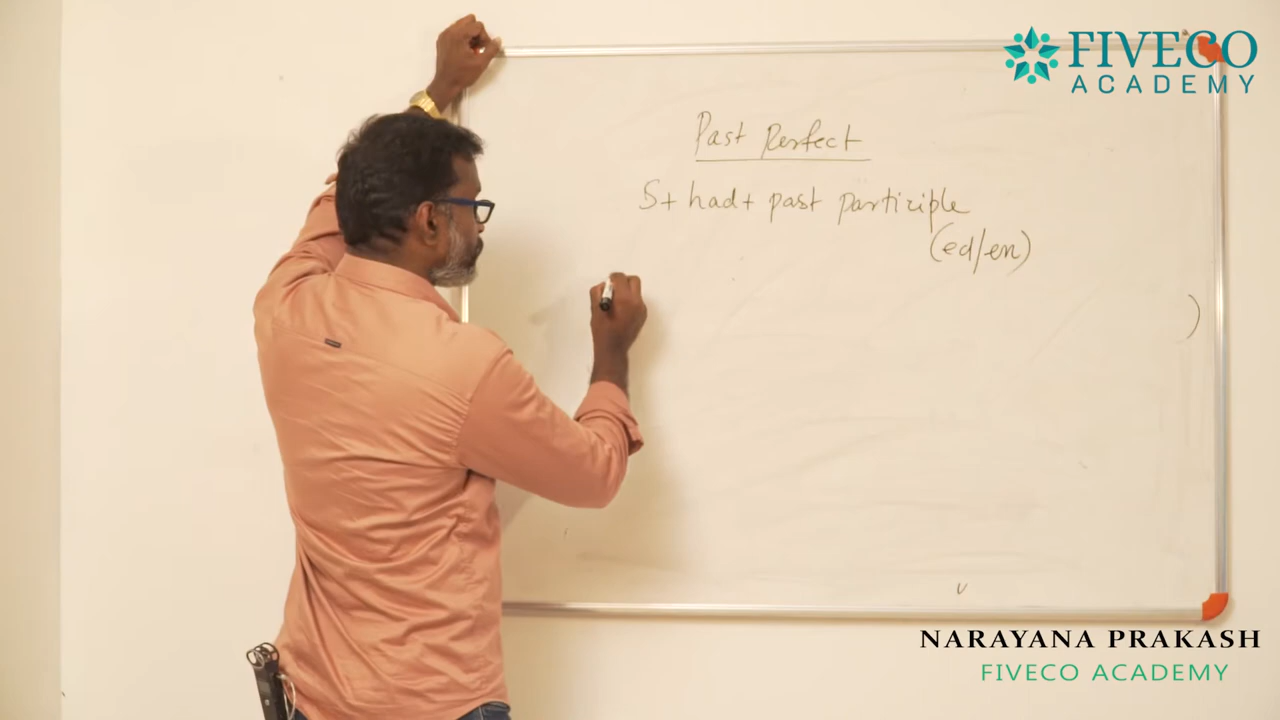 FIVECO
ACADEMY
Past Perfect
S+ had+ past participle
(ed/en)
)
NARAYANA PRAKASH
FIVECO ACADEMY